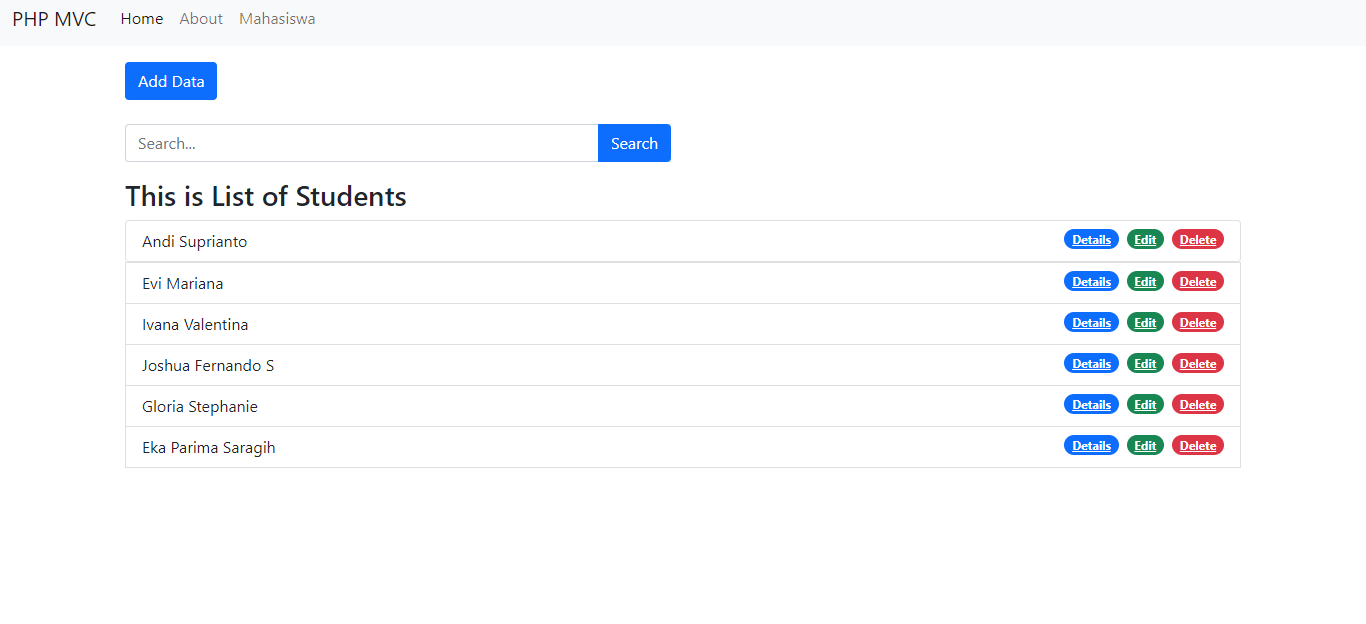 PHP MVC Home About Mahasiswa
Add Data
Search... Search
This is List of Students
Andi Suprianto Details Edit Delete
Evi Mariana Details Edit Delete
Ivana Valentina Details Edit Delete
Joshua Fernando S Details Edit Delete
Gloria Stephanie Details Edit Delete
Eka Parima Saragih Details Edit Delete